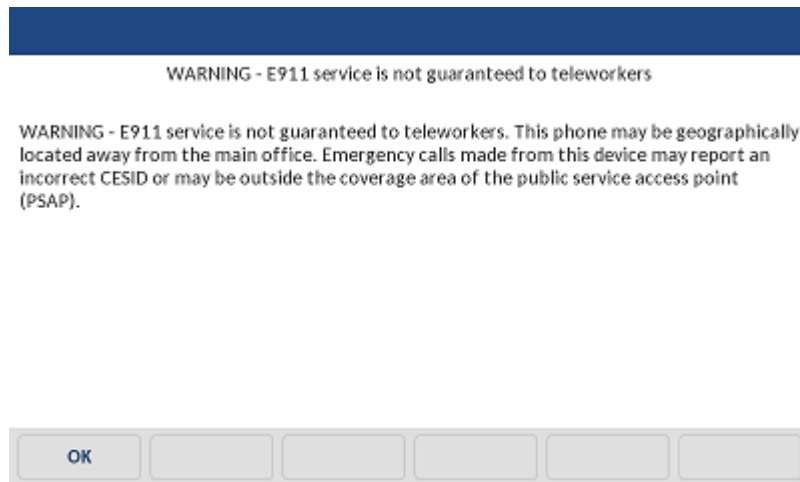 WARNING - E911 service is not guaranteed to teleworkers
WARNING - E911 service is not guaranteed to teleworkers. This phone may be geographically
located away from the main office. Emergency calls made from this device may report an
incorrect CESID or may be outside the coverage area of the public service access point
(PSAP).
OK